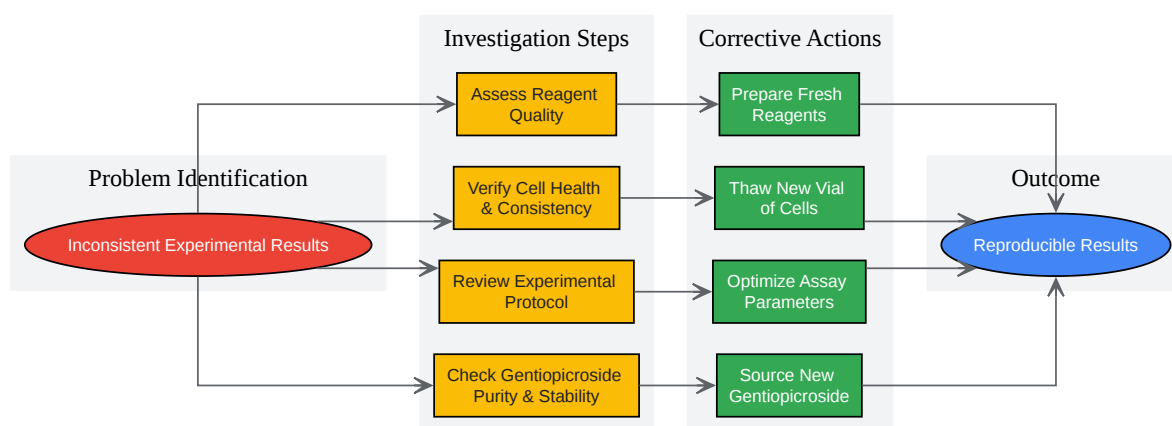 Problem Identification
Inconsistent Experimental Results
Investigation Steps
Assess Reagent
Quality
Verify Cell Health
& Consistency
Review Experimental
Protocol
Check Gentiopicroside
Purity & Stability
Corrective Actions
Prepare Fresh
Reagents
Thaw New Vial
of Cells
Optimize Assay
Parameters
Source New
Gentiopicroside
Outcome
Reproducible Results